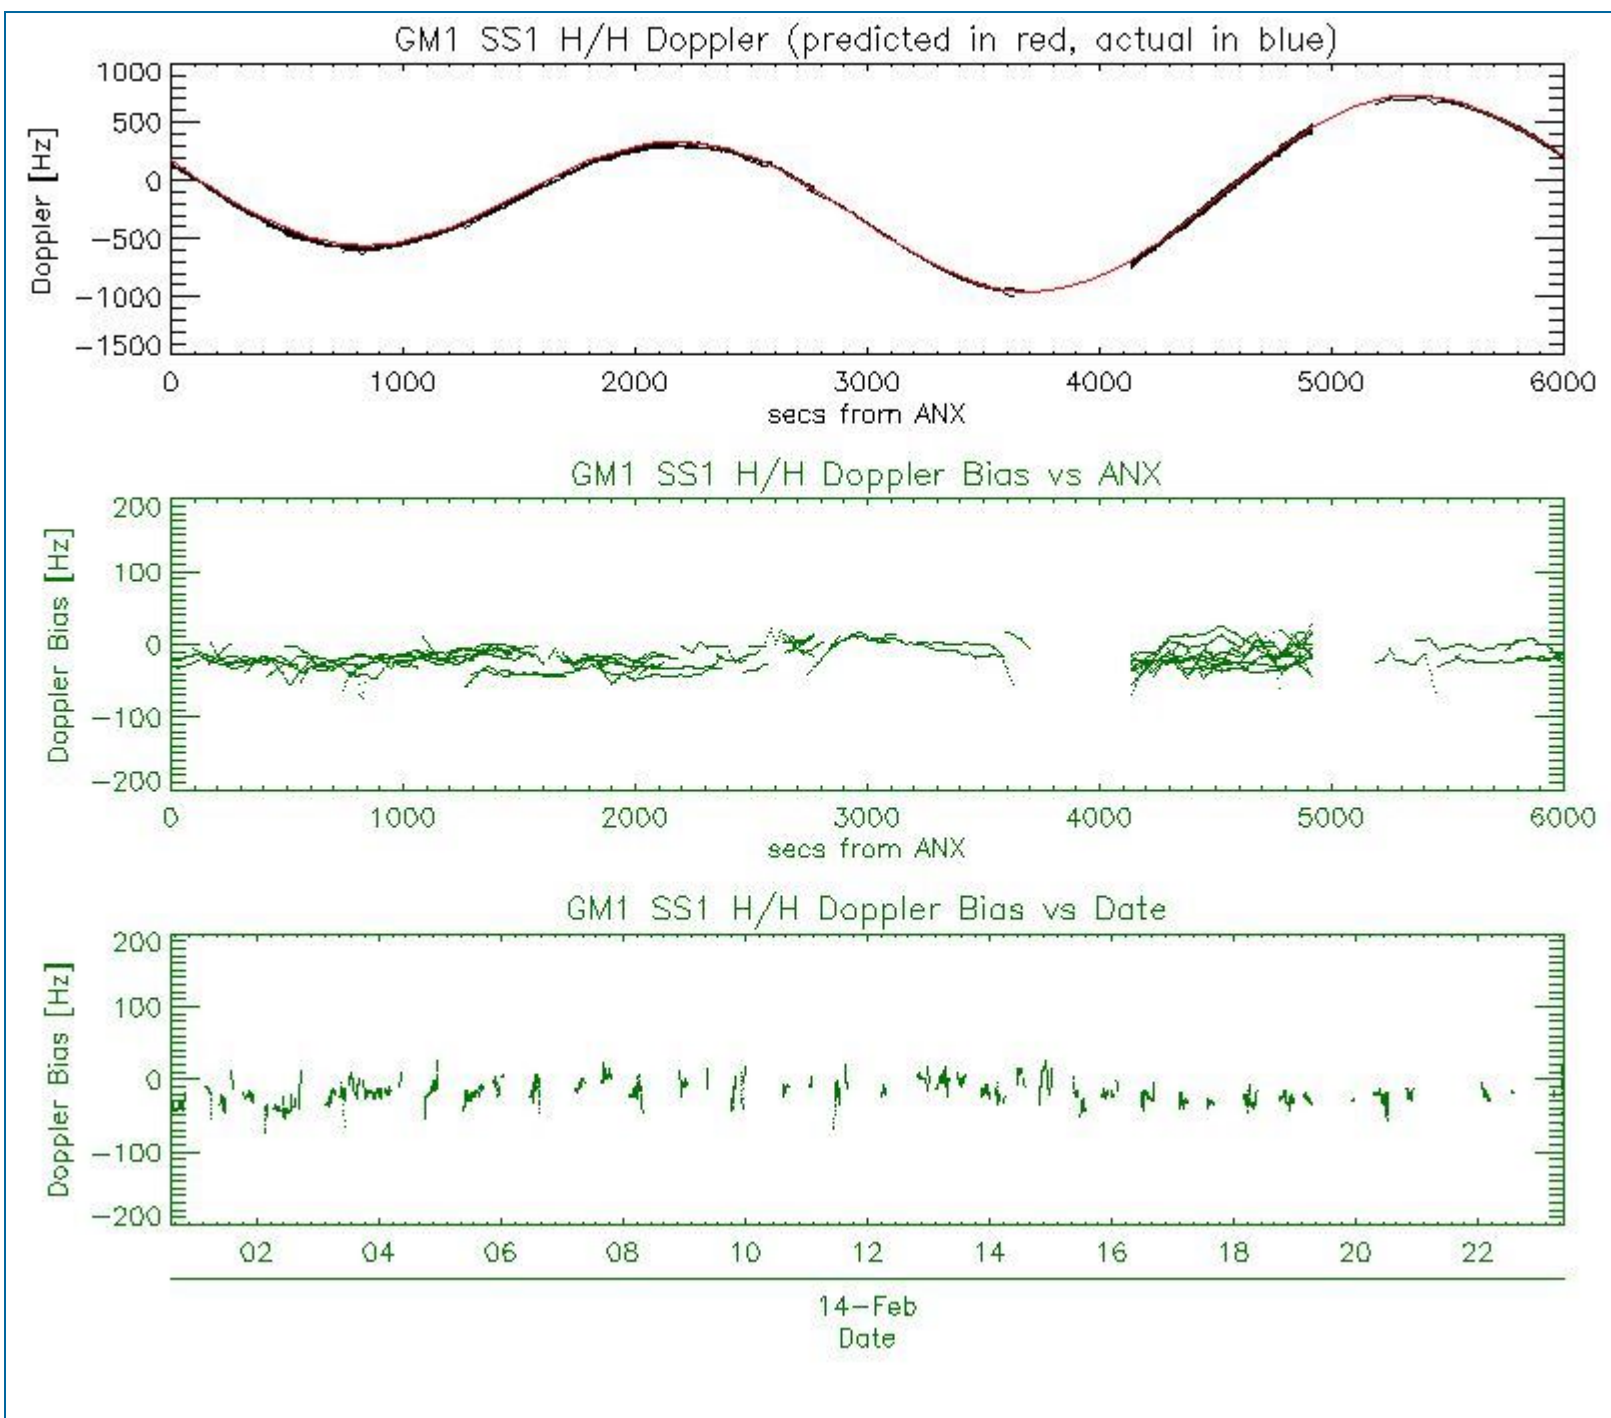 GM1 SS1 H/H Doppler (predicted in red, actual in blue)
1000
500
0
-500
-1000
-1500
Doppler [Hz]
0 1000 2000 3000 4000 5000 6000
secs from ANX
GM1 SS1 H/H Doppler Bias vs ANX
200
100
0
-100
-200
Doppler Bias [Hz]
0 1000 2000 3000 4000 5000 6000
secs from ANX
GM1 SS1 H/H Doppler Bias vs Date
200
100
0
-100
-200
Doppler Bias [Hz]
02 04 06 08 10 12 14 16 18 20 22
14-Feb
Date